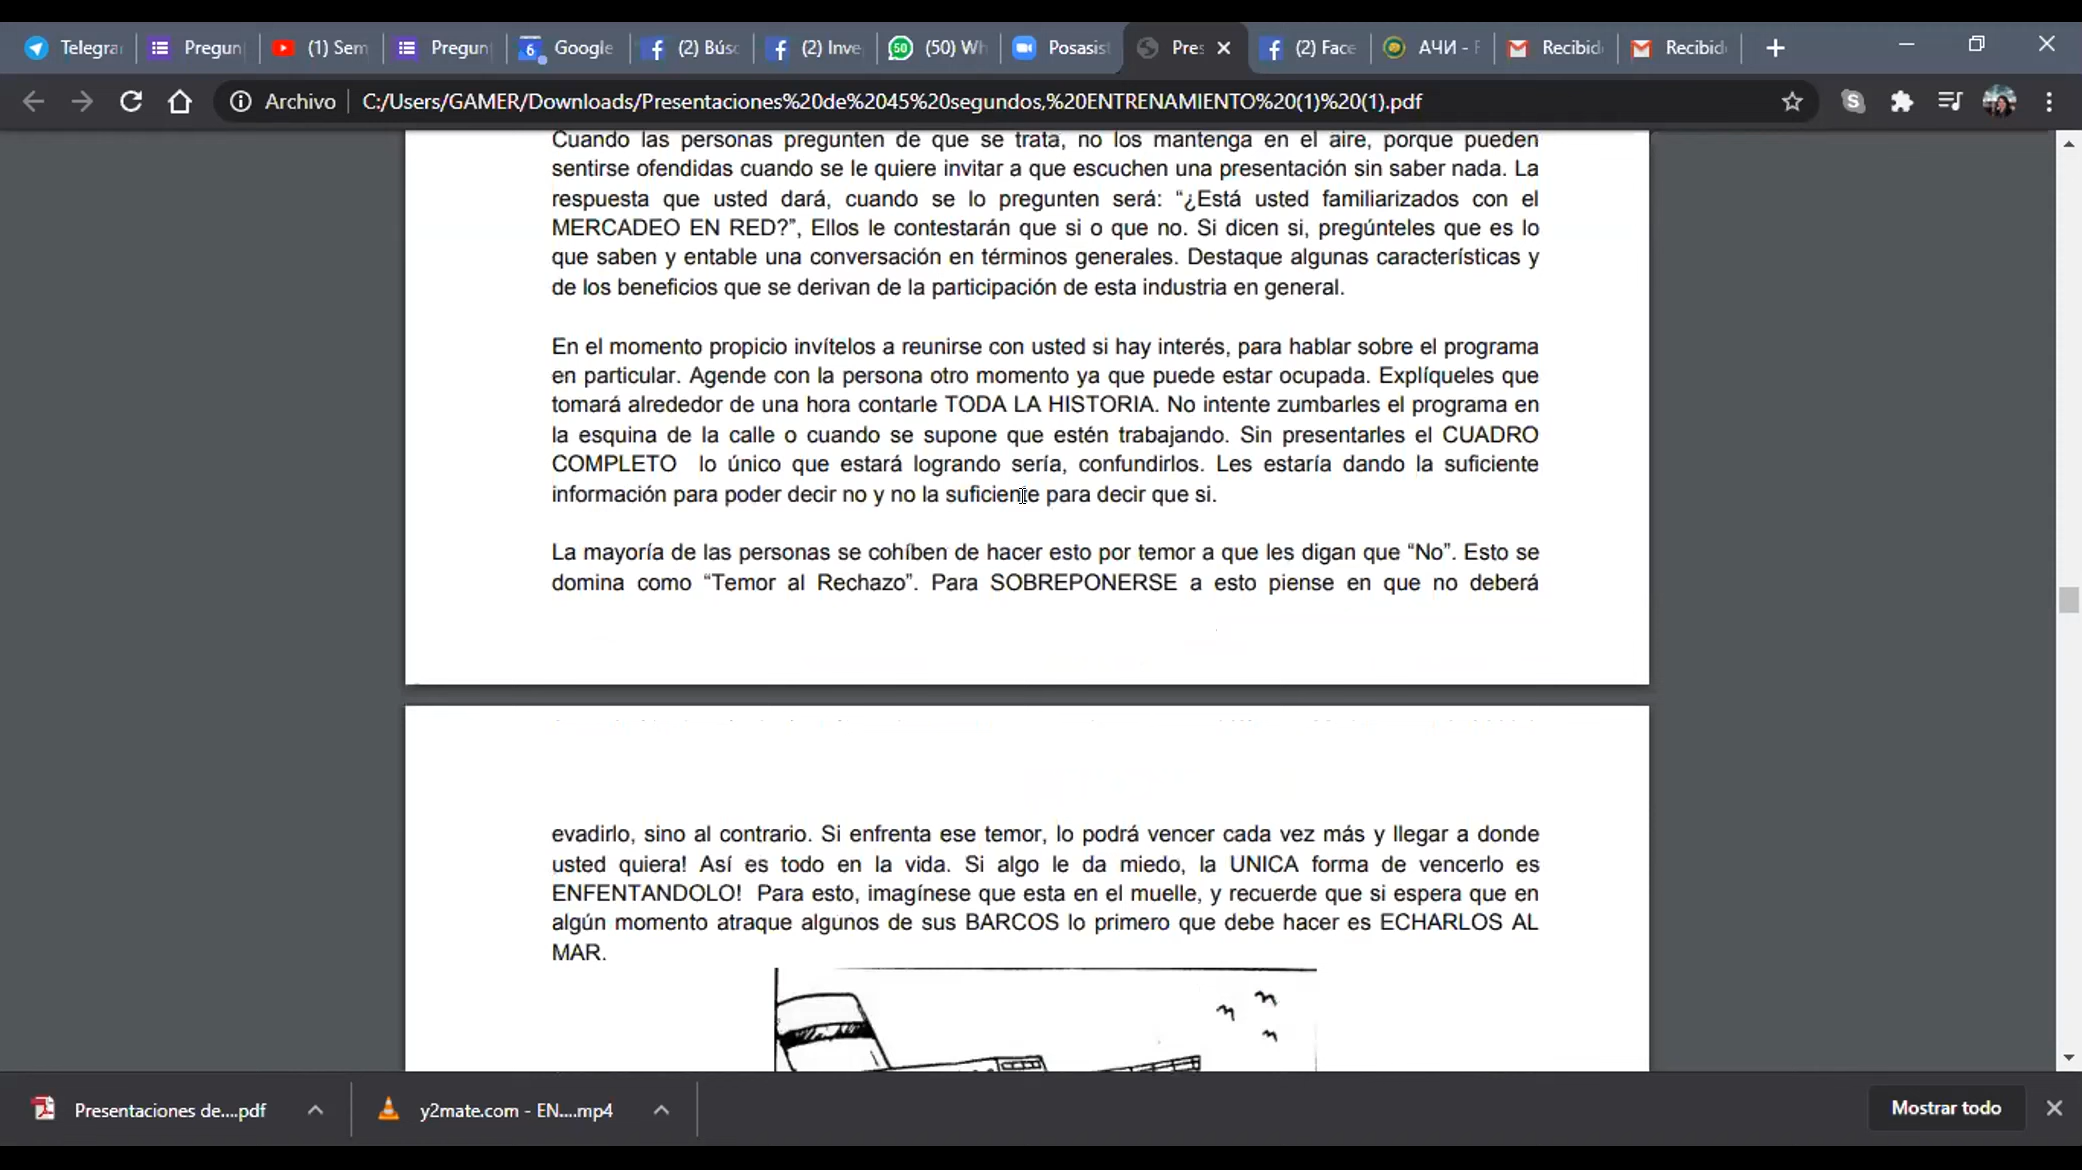 Telegra
Pregun
(1) Sem
Pregun
6
Google
(2) Búsc
(2) Inve
50
(50) Wh
Posasist
Pres
(2) Face
АЧИ - F
Recibid
Recibid
Archivo
C:/Users/GAMER/Downloads/Presentaciones%20de%2045%20segundos,%20ENTRENAMIENTO%20(1)%20(1).pdf
Cuando las personas pregunten de que se trata, no los mantenga en el aire, porque pueden
sentirse ofendidas cuando se le quiere invitar a que escuchen una presentación sin saber nada. La
respuesta que usted dará, cuando se lo pregunten será: “¿Está usted familiarizados con el
MERCADEO EN RED?”, Ellos le contestarán que si o que no. Si dicen si, pregúnteles que es lo
que saben y entable una conversación en términos generales. Destaque algunas características y
de los beneficios que se derivan de la participación de esta industria en general.
En el momento propicio invítelos a reunirse con usted si hay interés, para hablar sobre el programa
en particular. Agende con la persona otro momento ya que puede estar ocupada. Explíqueles que
tomará alrededor de una hora contarle TODA LA HISTORIA. No intente zumbarles el programa en
la esquina de la calle o cuando se supone que estén trabajando. Sin presentarles el CUADRO
COMPLETO lo único que estará logrando sería, confundirlos. Les estaría dando la suficiente
información para poder decir no y no la suficiente para decir que si.
La mayoría de las personas se cohíben de hacer esto por temor a que les digan que “No”. Esto se
domina como “Temor al Rechazo”. Para SOBREPONERSE a esto piense en que no deberá
evadirlo, sino al contrario. Si enfrenta ese temor, lo podrá vencer cada vez más y llegar a donde
usted quiera! Así es todo en la vida. Si algo le da miedo, la UNICA forma de vencerlo es
ENFENTANDOLO! Para esto, imagínese que esta en el muelle, y recuerde que si espera que en
algún momento atraque algunos de sus BARCOS lo primero que debe hacer es ECHARLOS AL
MAR.
Presentaciones de....pdf
y2mate.com - EN....mp4
Mostrar todo